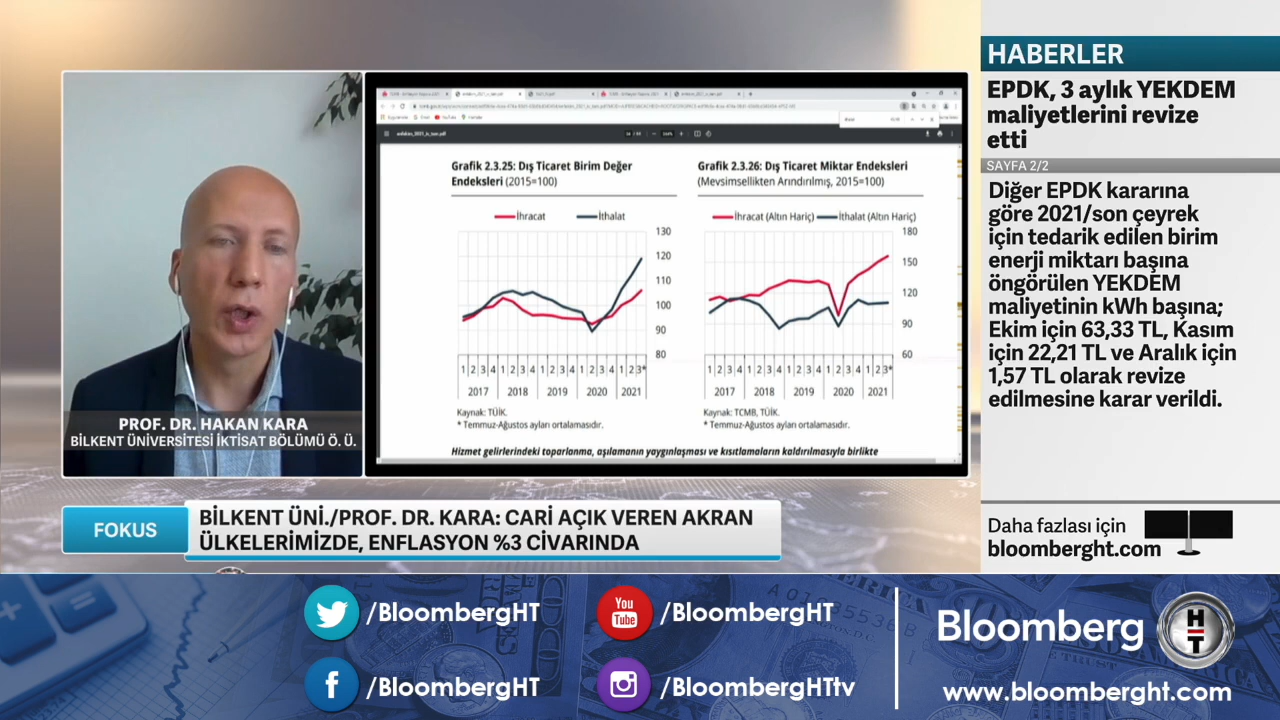 HABERLER
EPDK, 3 aylık YEKDEM
maliyetlerini revize
etti
SAYFA 2/2
Diğer EPDK kararına
göre 2021/son çeyrek
için tedarik edilen birim
enerji miktarı başına
öngörülen YEKDEM
maliyetinin kWh başına;
Ekim için 63,33 TL, Kasım
için 22,21 TL ve Aralık için
1,57 TL olarak revize
edilmesine karar verildi.
Daha fazlası için
bloomberght.com
Grafik 2.3.25: Dış Ticaret Birim Değer
Endeksleri (2015=100)
İhracat İthalat
130
120
110
100
90
80
1 2 3 4 1 2 3 4 1 2 3 4 1 2 3 4 1 2 3*
2017 2018 2019 2020 2021
Kaynak: TÜİK.
* Temmuz-Ağustos ayları ortalamasıdır.
Grafik 2.3.26: Dış Ticaret Miktar Endeksleri
(Mevsimsellikten Arındırılmış, 2015=100)
İhracat (Altın Hariç) İthalat (Altın Hariç)
180
150
120
90
60
1 2 3 4 1 2 3 4 1 2 3 4 1 2 3 4 1 2 3*
2017 2018 2019 2020 2021
Kaynak: TCMB, TÜİK.
* Temmuz-Ağustos ayları ortalamasıdır.
Hizmet gelirlerindeki toparlanma, aşılamanın yaygınlaşması ve kısıtlamaların kaldırılmasıyla birlikte
PROF. DR. HAKAN KARA
BİLKENT ÜNİVERSİTESİ İKTİSAT BÖLÜMÜ Ö. Ü.
FOKUS
BİLKENT ÜNİ./PROF. DR. KARA: CARİ AÇIK VEREN AKRAN
ÜLKELERİMİZDE, ENFLASYON %3 CİVARINDA
/BloombergHT
You Tube /BloombergHT
/BloombergHT
/BloombergHTtv
Bloomberg HT
www.bloomberght.com